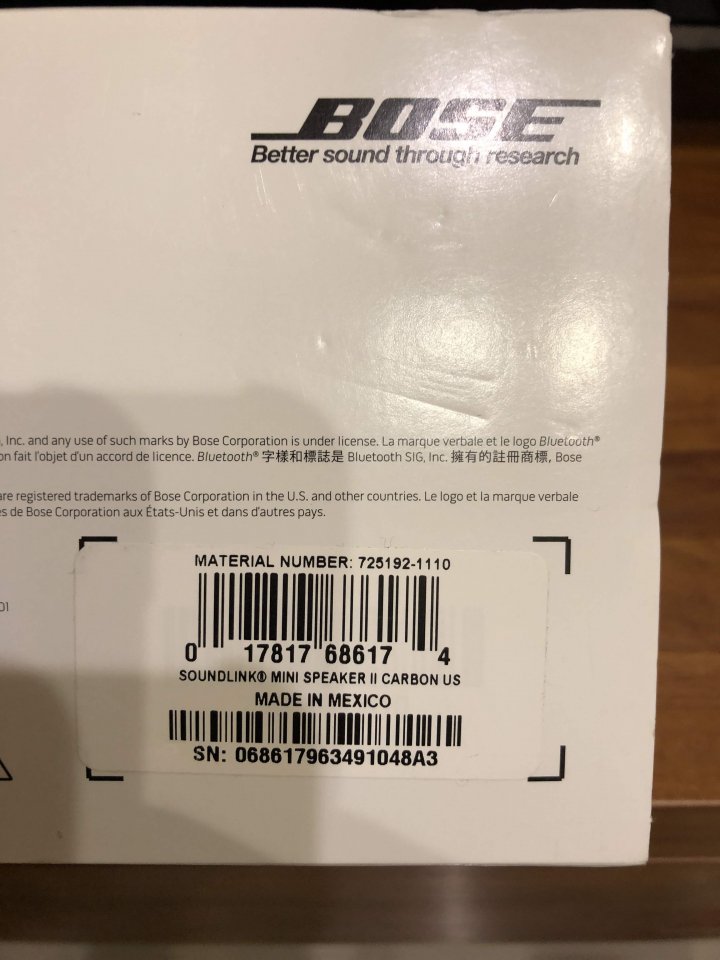 BOSE
Better sound through research
, Inc. and any use of such marks by Bose Corporation is under license. La marque verbale et le logo Bluetooth®
on fait l'objet d'un accord de licence. Bluetooth® 字樣和標誌是 Bluetooth SIG, Inc. 擁有的註冊商標, Bose
are registered trademarks of Bose Corporation in the U.S. and other countries. Le logo et la marque verbale
es de Bose Corporation aux États-Unis et dans d'autres pays.
01
MATERIAL NUMBER: 725192-1110
0 17817 68617 4
SOUNDLINK® MINI SPEAKER II CARBON US
MADE IN MEXICO
SN: 068617963491048A3